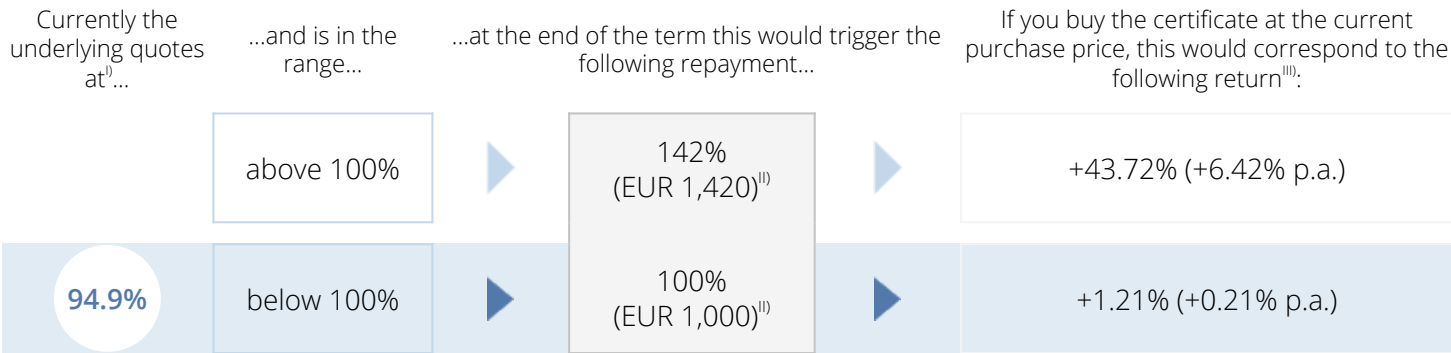 Currently the
underlying quotes
at^I)...
...and is in the
range...
...at the end of the term this would trigger the
following repayment...
If you buy the certificate at the current
purchase price, this would correspond to the
following return^III):
above 100%
142%
(EUR 1,420)^II)
+43.72% (+6.42% p.a.)
94.9%
below 100%
100%
(EUR 1,000)^II)
+1.21% (+0.21% p.a.)